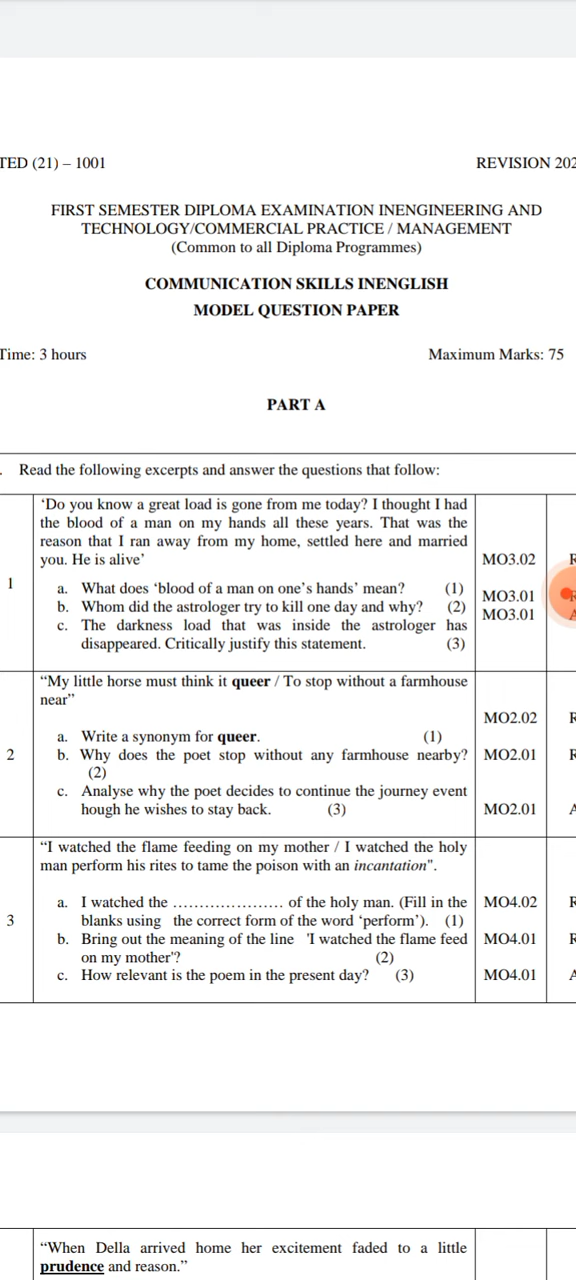 TED (21) – 1001
REVISION 202
FIRST SEMESTER DIPLOMA EXAMINATION INENGINEERING AND
TECHNOLOGY/COMMERCIAL PRACTICE / MANAGEMENT
(Common to all Diploma Programmes)
COMMUNICATION SKILLS INENGLISH
MODEL QUESTION PAPER
Time: 3 hours
Maximum Marks: 75
PART A
. Read the following excerpts and answer the questions that follow:
1
‘Do you know a great load is gone from me today? I thought I had
the blood of a man on my hands all these years. That was the
reason that I ran away from my home, settled here and married
you. He is alive’
a. What does ‘blood of a man on one’s hands’ mean? (1)
b. Whom did the astrologer try to kill one day and why? (2)
c. The darkness load that was inside the astrologer has
disappeared. Critically justify this statement. (3)
MO3.02
MO3.01
MO3.01
R
R
A
2
“My little horse must think it queer / To stop without a farmhouse
near”
a. Write a synonym for queer. (1)
b. Why does the poet stop without any farmhouse nearby?
(2)
c. Analyse why the poet decides to continue the journey event
hough he wishes to stay back. (3)
MO2.02
MO2.01
MO2.01
R
R
A
3
“I watched the flame feeding on my mother / I watched the holy
man perform his rites to tame the poison with an incantation".
a. I watched the ………………… of the holy man. (Fill in the
blanks using the correct form of the word ‘perform’). (1)
b. Bring out the meaning of the line 'I watched the flame feed
on my mother'? (2)
c. How relevant is the poem in the present day? (3)
MO4.02
MO4.01
MO4.01
R
R
A
“When Della arrived home her excitement faded to a little
prudence and reason.”